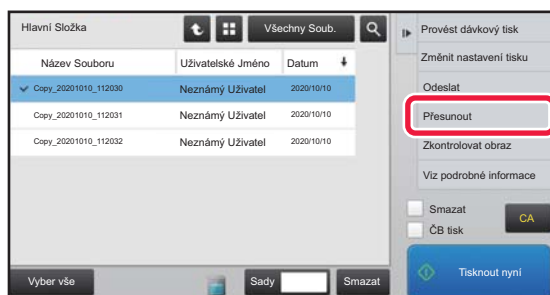 Hlavní Složka
Všechny Soub.
Název Souboru Uživatelské Jméno Datum
Copy_20201010_112030 Neznámý Uživatel 2020/10/10
Copy_20201010_112031 Neznámý Uživatel 2020/10/10
Copy_20201010_112032 Neznámý Uživatel 2020/10/10
Vyber vše Sady Smazat
Provést dávkový tisk
Změnit nastavení tisku
Odeslat
Přesunout
Zkontrolovat obraz
Viz podrobné informace
Smazat
ČB tisk
CA
Tisknout nyní